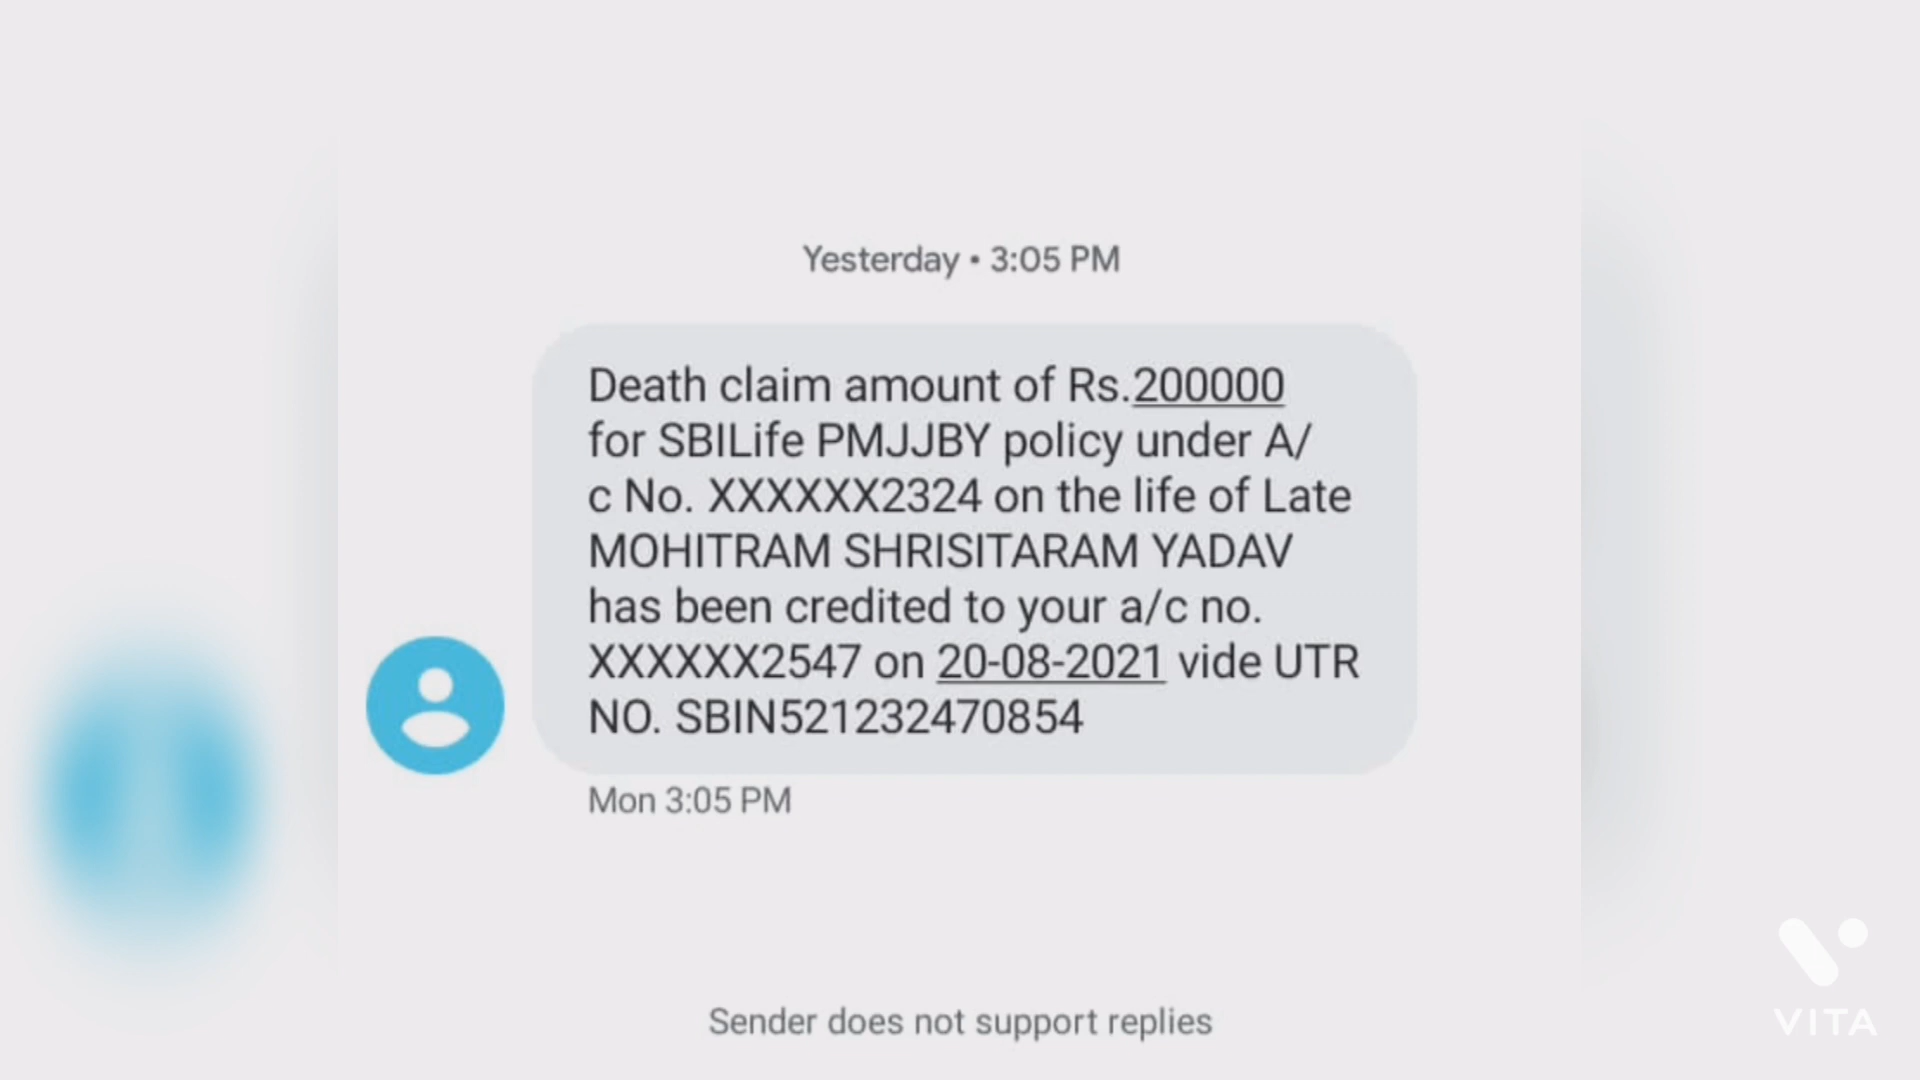 Yesterday • 3:05 PM
Death claim amount of Rs.200000
for SBILife PMJJBY policy under A/
c No. XXXXXX2324 on the life of Late
MOHITRAM SHRISITARAM YADAV
has been credited to your a/c no.
XXXXXX2547 on 20-08-2021 vide UTR
NO. SBIN521232470854
Mon 3:05 PM
Sender does not support replies
VITA